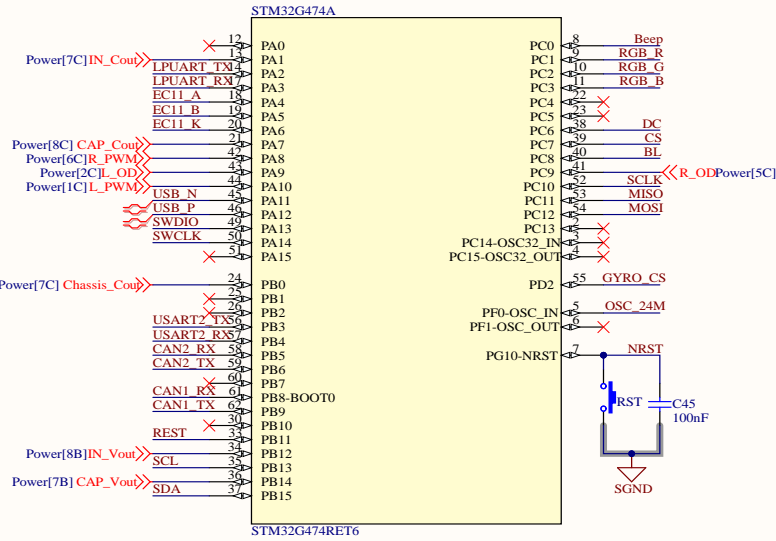 STM32G474A
12 PA0 PC0 8 Beep
Power[7C] IN_Cout 13 PA1 PC1 9 RGB_R
LPUART_TX 14 PA2 PC2 10 RGB_G
LPUART_RX 17 PA3 PC3 11 RGB_B
EC11_A 18 PA4 PC4 22
EC11_B 19 PA5 PC5 23
EC11_K 20 PA6 PC6 38 DC
Power[8C] CAP_Cout 21 PA7 PC7 39 CS
Power[6C] R_PWM 42 PA8 PC8 40 BL
Power[2C] L_OD 43 PA9 PC9 41 R_OD Power[5C]
Power[1C] L_PWM 44 PA10 PC10 52 SCLK
USB_N 45 PA11 PC11 53 MISO
USB_P 46 PA12 PC12 54 MOSI
SWDIO 49 PA13 PC13 2
SWCLK 50 PA14 PC14-OSC32_IN 3
51 PA15 PC15-OSC32_OUT 4
Power[7C] Chassis_Cout 24 PB0 PD2 55 GYRO_CS
25 PB1
26 PB2 PF0-OSC_IN 5 OSC_24M
USART2_TX 56 PB3 PF1-OSC_OUT 6
USART2_RX 57 PB4
CAN2_RX 58 PB5 PG10-NRST 7 NRST
CAN2_TX 59 PB6
60 PB7
CAN1_RX 61 PB8-BOOT0
CAN1_TX 62 PB9
RST C45
100nF
30 PB10
REST 33 PB11
Power[8B] IN_Vout 34 PB12
SCL 35 PB13
Power[7B] CAP_Vout 36 PB14
SDA 37 PB15
SGND
STM32G474RET6